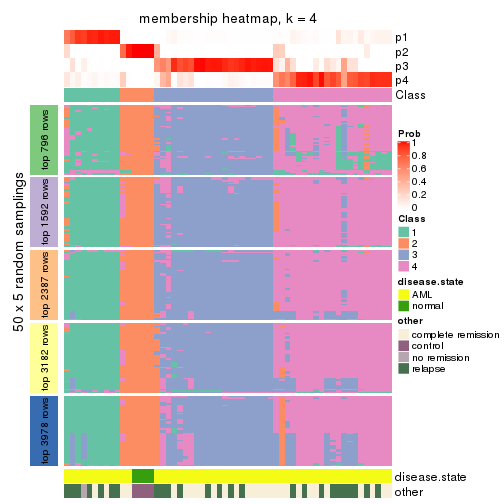 membership heatmap, k = 4
p1
p2
p3
p4
Class
50 x 5 random samplings
top 796 rows
top 1592 rows
top 2387 rows
top 3182 rows
top 3978 rows
Prob
1
0.8
0.6
0.4
0.2
0
Class
1
2
3
4
disease.state
AML
normal
other
complete remission
control
no remission
relapse
disease.state
other